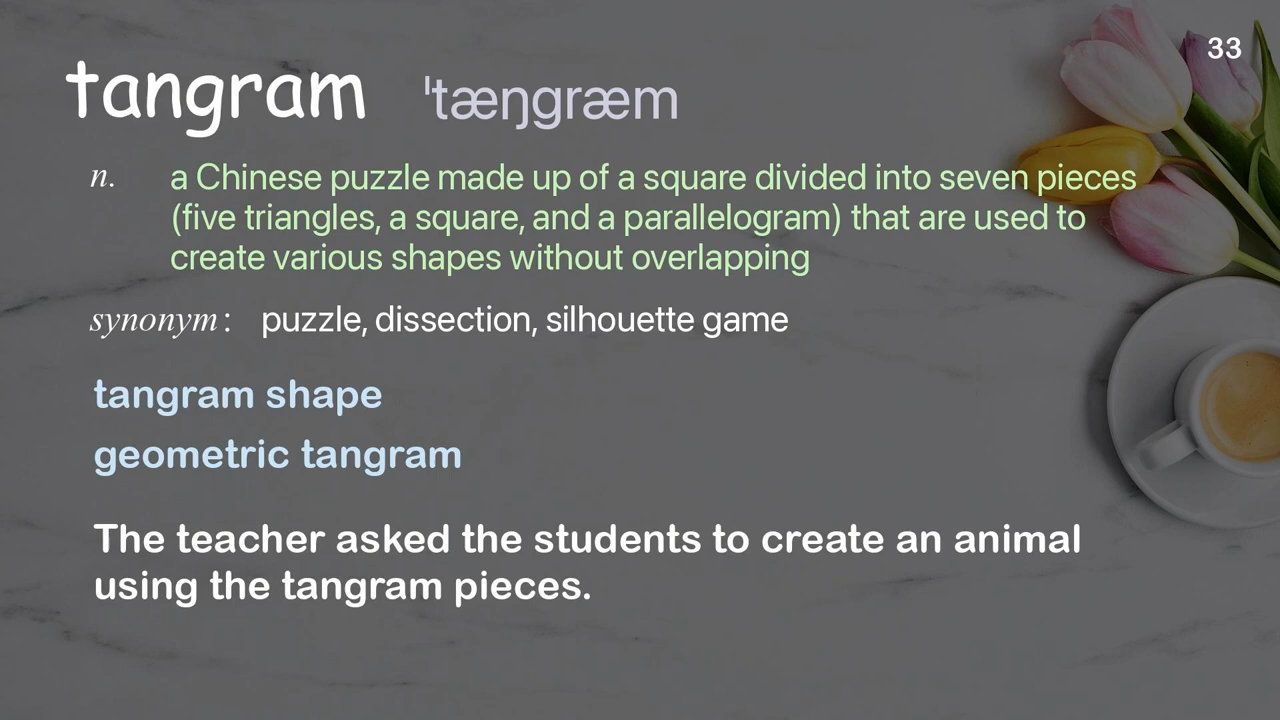 33
tangram ˈtæŋgræm
n. a Chinese puzzle made up of a square divided into seven pieces
(five triangles, a square, and a parallelogram) that are used to
create various shapes without overlapping
synonym: puzzle, dissection, silhouette game
tangram shape
geometric tangram
The teacher asked the students to create an animal
using the tangram pieces.